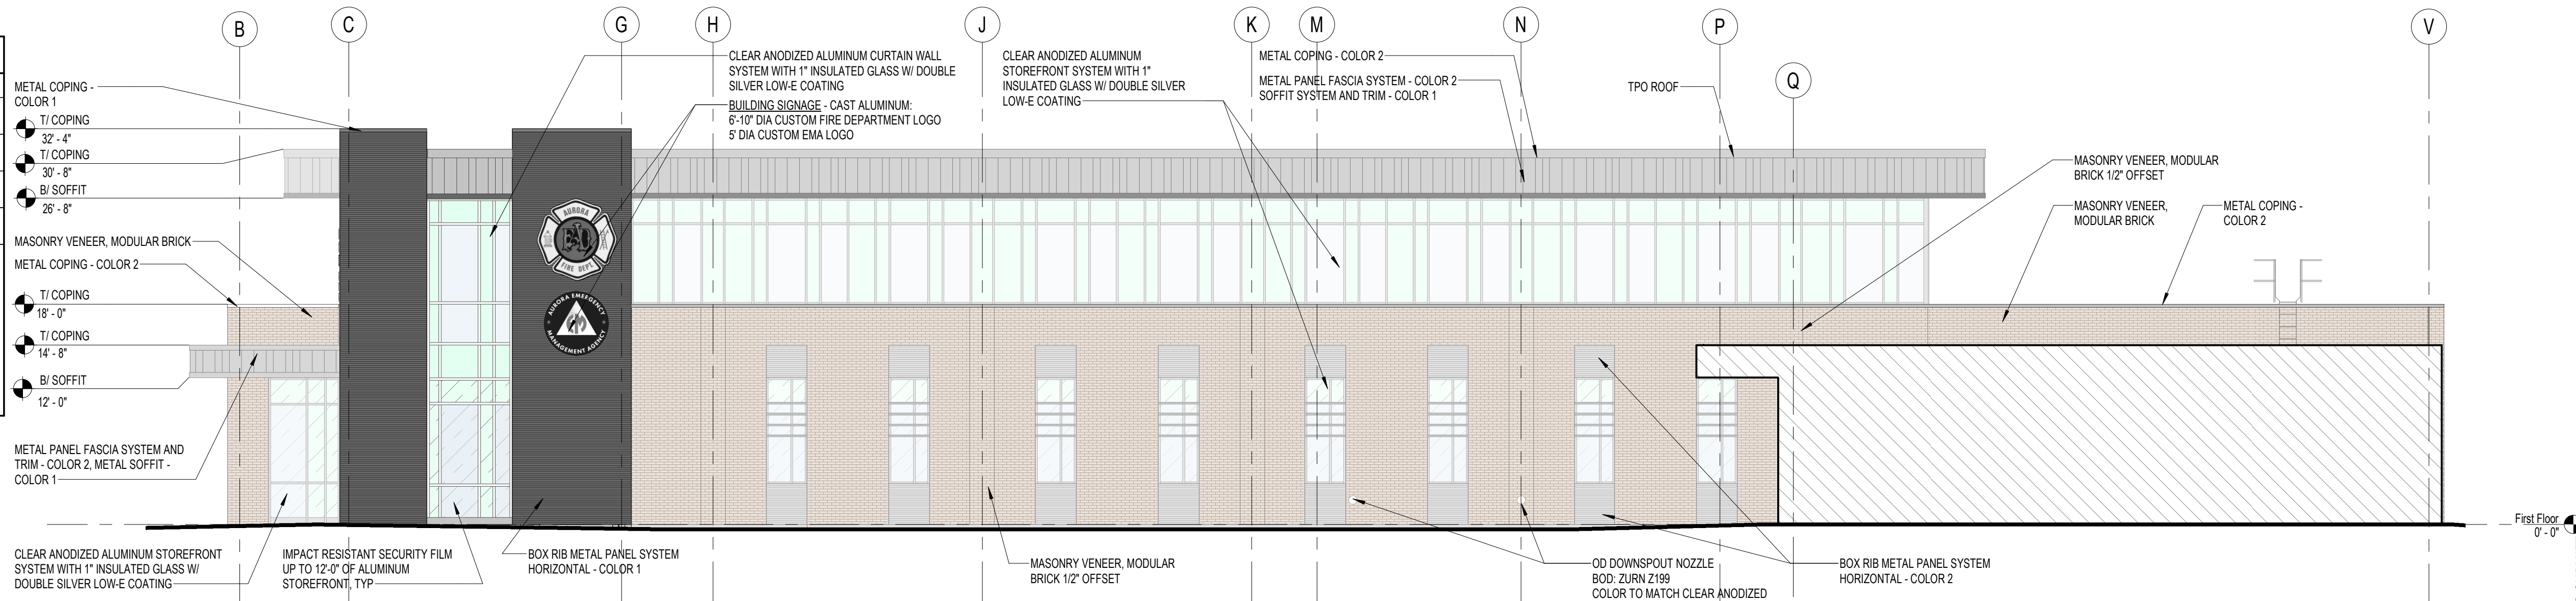 B
C
G
H
J
K
M
N
P
Q
V
METAL COPING -
COLOR 1
T/ COPING
32' - 4"
T/ COPING
30' - 8"
B/ SOFFIT
26' - 8"
MASONRY VENEER, MODULAR BRICK
METAL COPING - COLOR 2
T/ COPING
18' - 0"
T/ COPING
14' - 8"
B/ SOFFIT
12' - 0"
METAL PANEL FASCIA SYSTEM AND
TRIM - COLOR 2, METAL SOFFIT -
COLOR 1
CLEAR ANODIZED ALUMINUM STOREFRONT
SYSTEM WITH 1" INSULATED GLASS W/
DOUBLE SILVER LOW-E COATING
IMPACT RESISTANT SECURITY FILM
UP TO 12'-0" OF ALUMINUM
STOREFRONT, TYP
BOX RIB METAL PANEL SYSTEM
HORIZONTAL - COLOR 1
CLEAR ANODIZED ALUMINUM CURTAIN WALL
SYSTEM WITH 1" INSULATED GLASS W/ DOUBLE
SILVER LOW-E COATING
BUILDING SIGNAGE - CAST ALUMINUM:
6'-10" DIA CUSTOM FIRE DEPARTMENT LOGO
5' DIA CUSTOM EMA LOGO
AURORA
FIRE DEPT.
AURORA EMERGENCY
MANAGEMENT AGENCY
CLEAR ANODIZED ALUMINUM
STOREFRONT SYSTEM WITH 1"
INSULATED GLASS W/ DOUBLE SILVER
LOW-E COATING
METAL COPING - COLOR 2
METAL PANEL FASCIA SYSTEM - COLOR 2
SOFFIT SYSTEM AND TRIM - COLOR 1
TPO ROOF
MASONRY VENEER, MODULAR
BRICK 1/2" OFFSET
MASONRY VENEER,
MODULAR BRICK
METAL COPING -
COLOR 2
MASONRY VENEER, MODULAR
BRICK 1/2" OFFSET
OD DOWNSPOUT NOZZLE
BOD: ZURN Z199
COLOR TO MATCH CLEAR ANODIZED
BOX RIB METAL PANEL SYSTEM
HORIZONTAL - COLOR 2
First Floor
0' - 0"